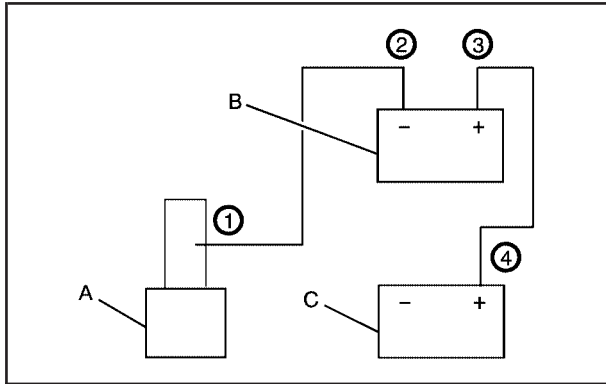 ② ③
B
− +
①
④
A
C
− +